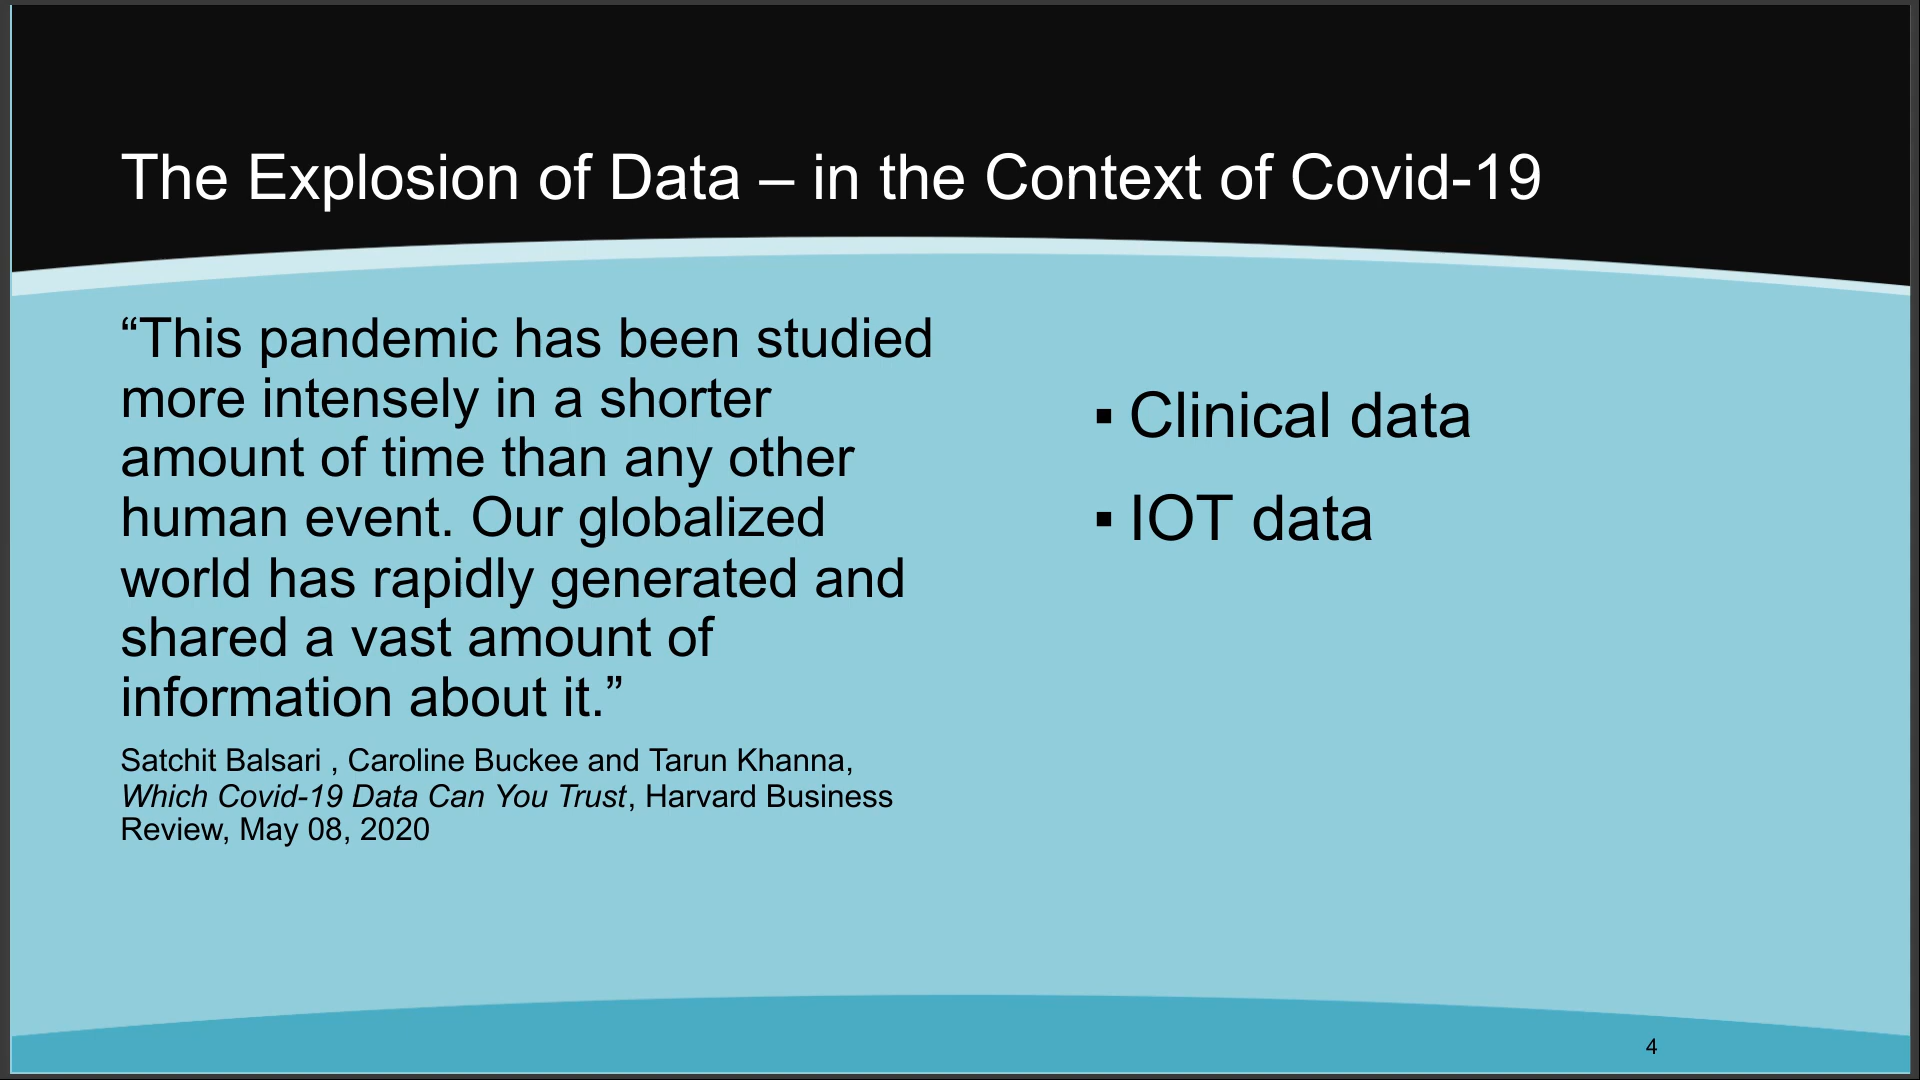 The Explosion of Data – in the Context of Covid-19
“This pandemic has been studied
more intensely in a shorter
amount of time than any other
human event. Our globalized
world has rapidly generated and
shared a vast amount of
information about it.”
Satchit Balsari , Caroline Buckee and Tarun Khanna,
Which Covid-19 Data Can You Trust, Harvard Business
Review, May 08, 2020
▪ Clinical data
▪ IOT data
4